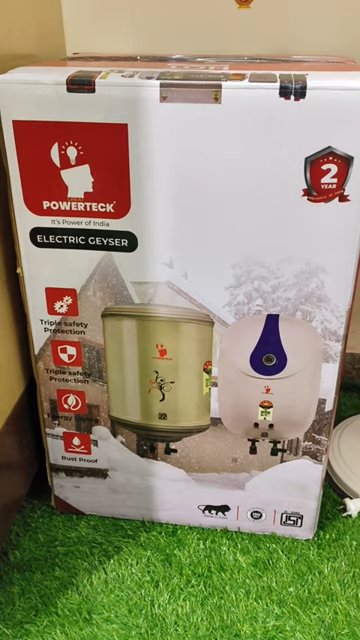 GREAT
POWERTECK
It's Power of India
ELECTRIC GEYSER
2
YEAR
Triple safety
Protection
Triple safety
Protection
Energy
Rust Proof
ISI